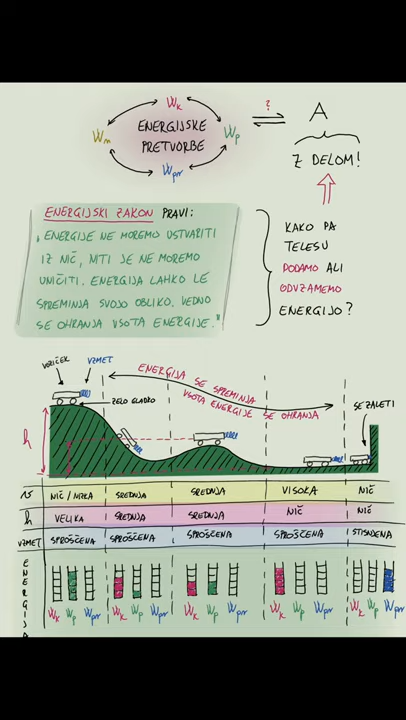 Wk
?
A
Wn
ENERGIJSKE
PRETVORBE
Wp
Wpr
Z DELOM!
ENERGIJSKI ZAKON PRAVI:
"ENERGIJE NE MOREMO USTVARITI
IZ NIČ, NITI JE NE MOREMO
UNIČITI. ENERGIJA LAHKO LE
SPREMINJA SVOJO OBLIKO. VEDNO
SE OHRANJA VSOTA ENERGIJE."
KAKO PA
TELESU
DODAMO ALI
ODVZAMEMO
ENERGIJO?
VOZIČEK
VZMET
ENERGIJA SE SPREMINJA
VSOTA ENERGIJE SE OHRANJA
ZELO GLADKO
SE ZALETI
h
v NIČ / NIZKA SREDNJA SREDNJA VISOKA NIČ
h VELIKA SREDNJA SREDNJA NIČ NIČ
VZMET SPROŠČENA SPROŠČENA SPROŠČENA SPROŠČENA STISNJENA
ENERGIJA
Wk Wp Wpr Wk Wp Wpr Wk Wp Wpr Wk Wp Wpr Wk Wp Wpr